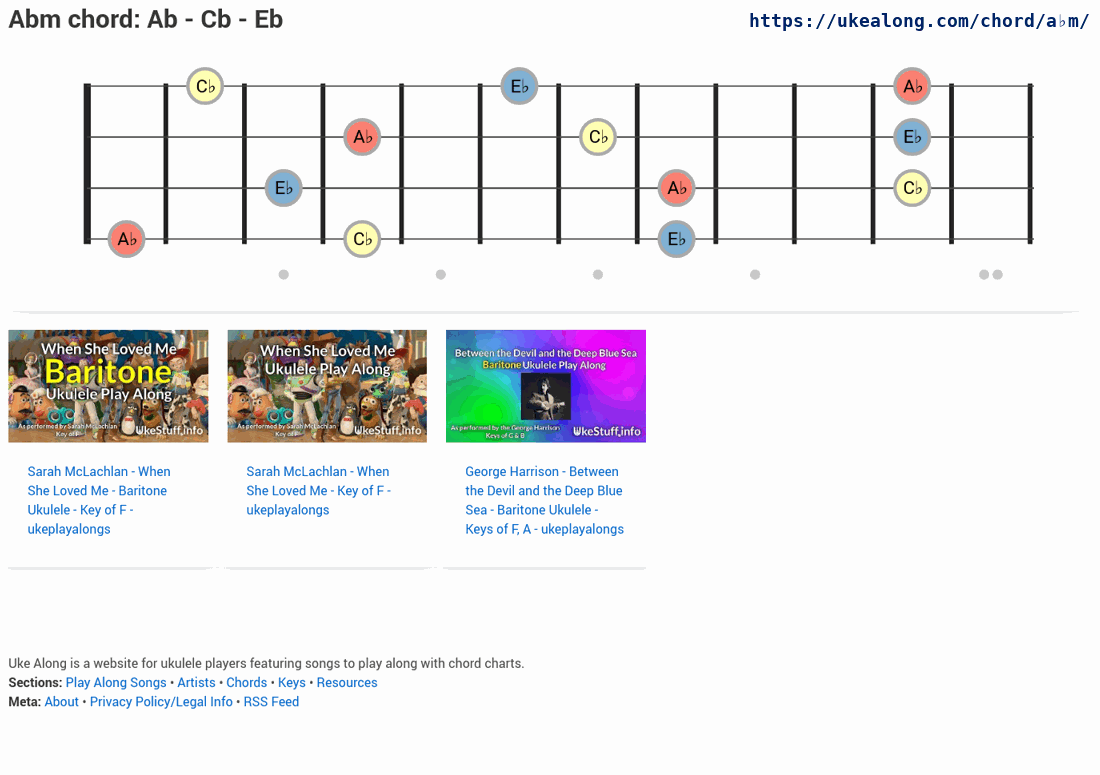 Abm chord: Ab - Cb - Eb
https://ukealong.com/chord/a♭m/
C♭ E♭ A♭
A♭ C♭ E♭
E♭ A♭ C♭
A♭ C♭ E♭
When She Loved Me
Baritone
Ukulele Play Along
As performed by Sarah McLachlan
Key of F
UkeStuff.info
When She Loved Me
Ukulele Play Along
As performed by Sarah McLachlan
Key of F
UkeStuff.info
Between the Devil and the Deep Blue Sea
Baritone Ukulele Play Along
As performed by the George Harrison
Keys of G & B
UkeStuff.info
Sarah McLachlan - When
She Loved Me - Baritone
Ukulele - Key of F -
ukeplayalongs
Sarah McLachlan - When
She Loved Me - Key of F -
ukeplayalongs
George Harrison - Between
the Devil and the Deep Blue
Sea - Baritone Ukulele -
Keys of F, A - ukeplayalongs
Uke Along is a website for ukulele players featuring songs to play along with chord charts.
Sections: Play Along Songs • Artists • Chords • Keys • Resources
Meta: About • Privacy Policy/Legal Info • RSS Feed